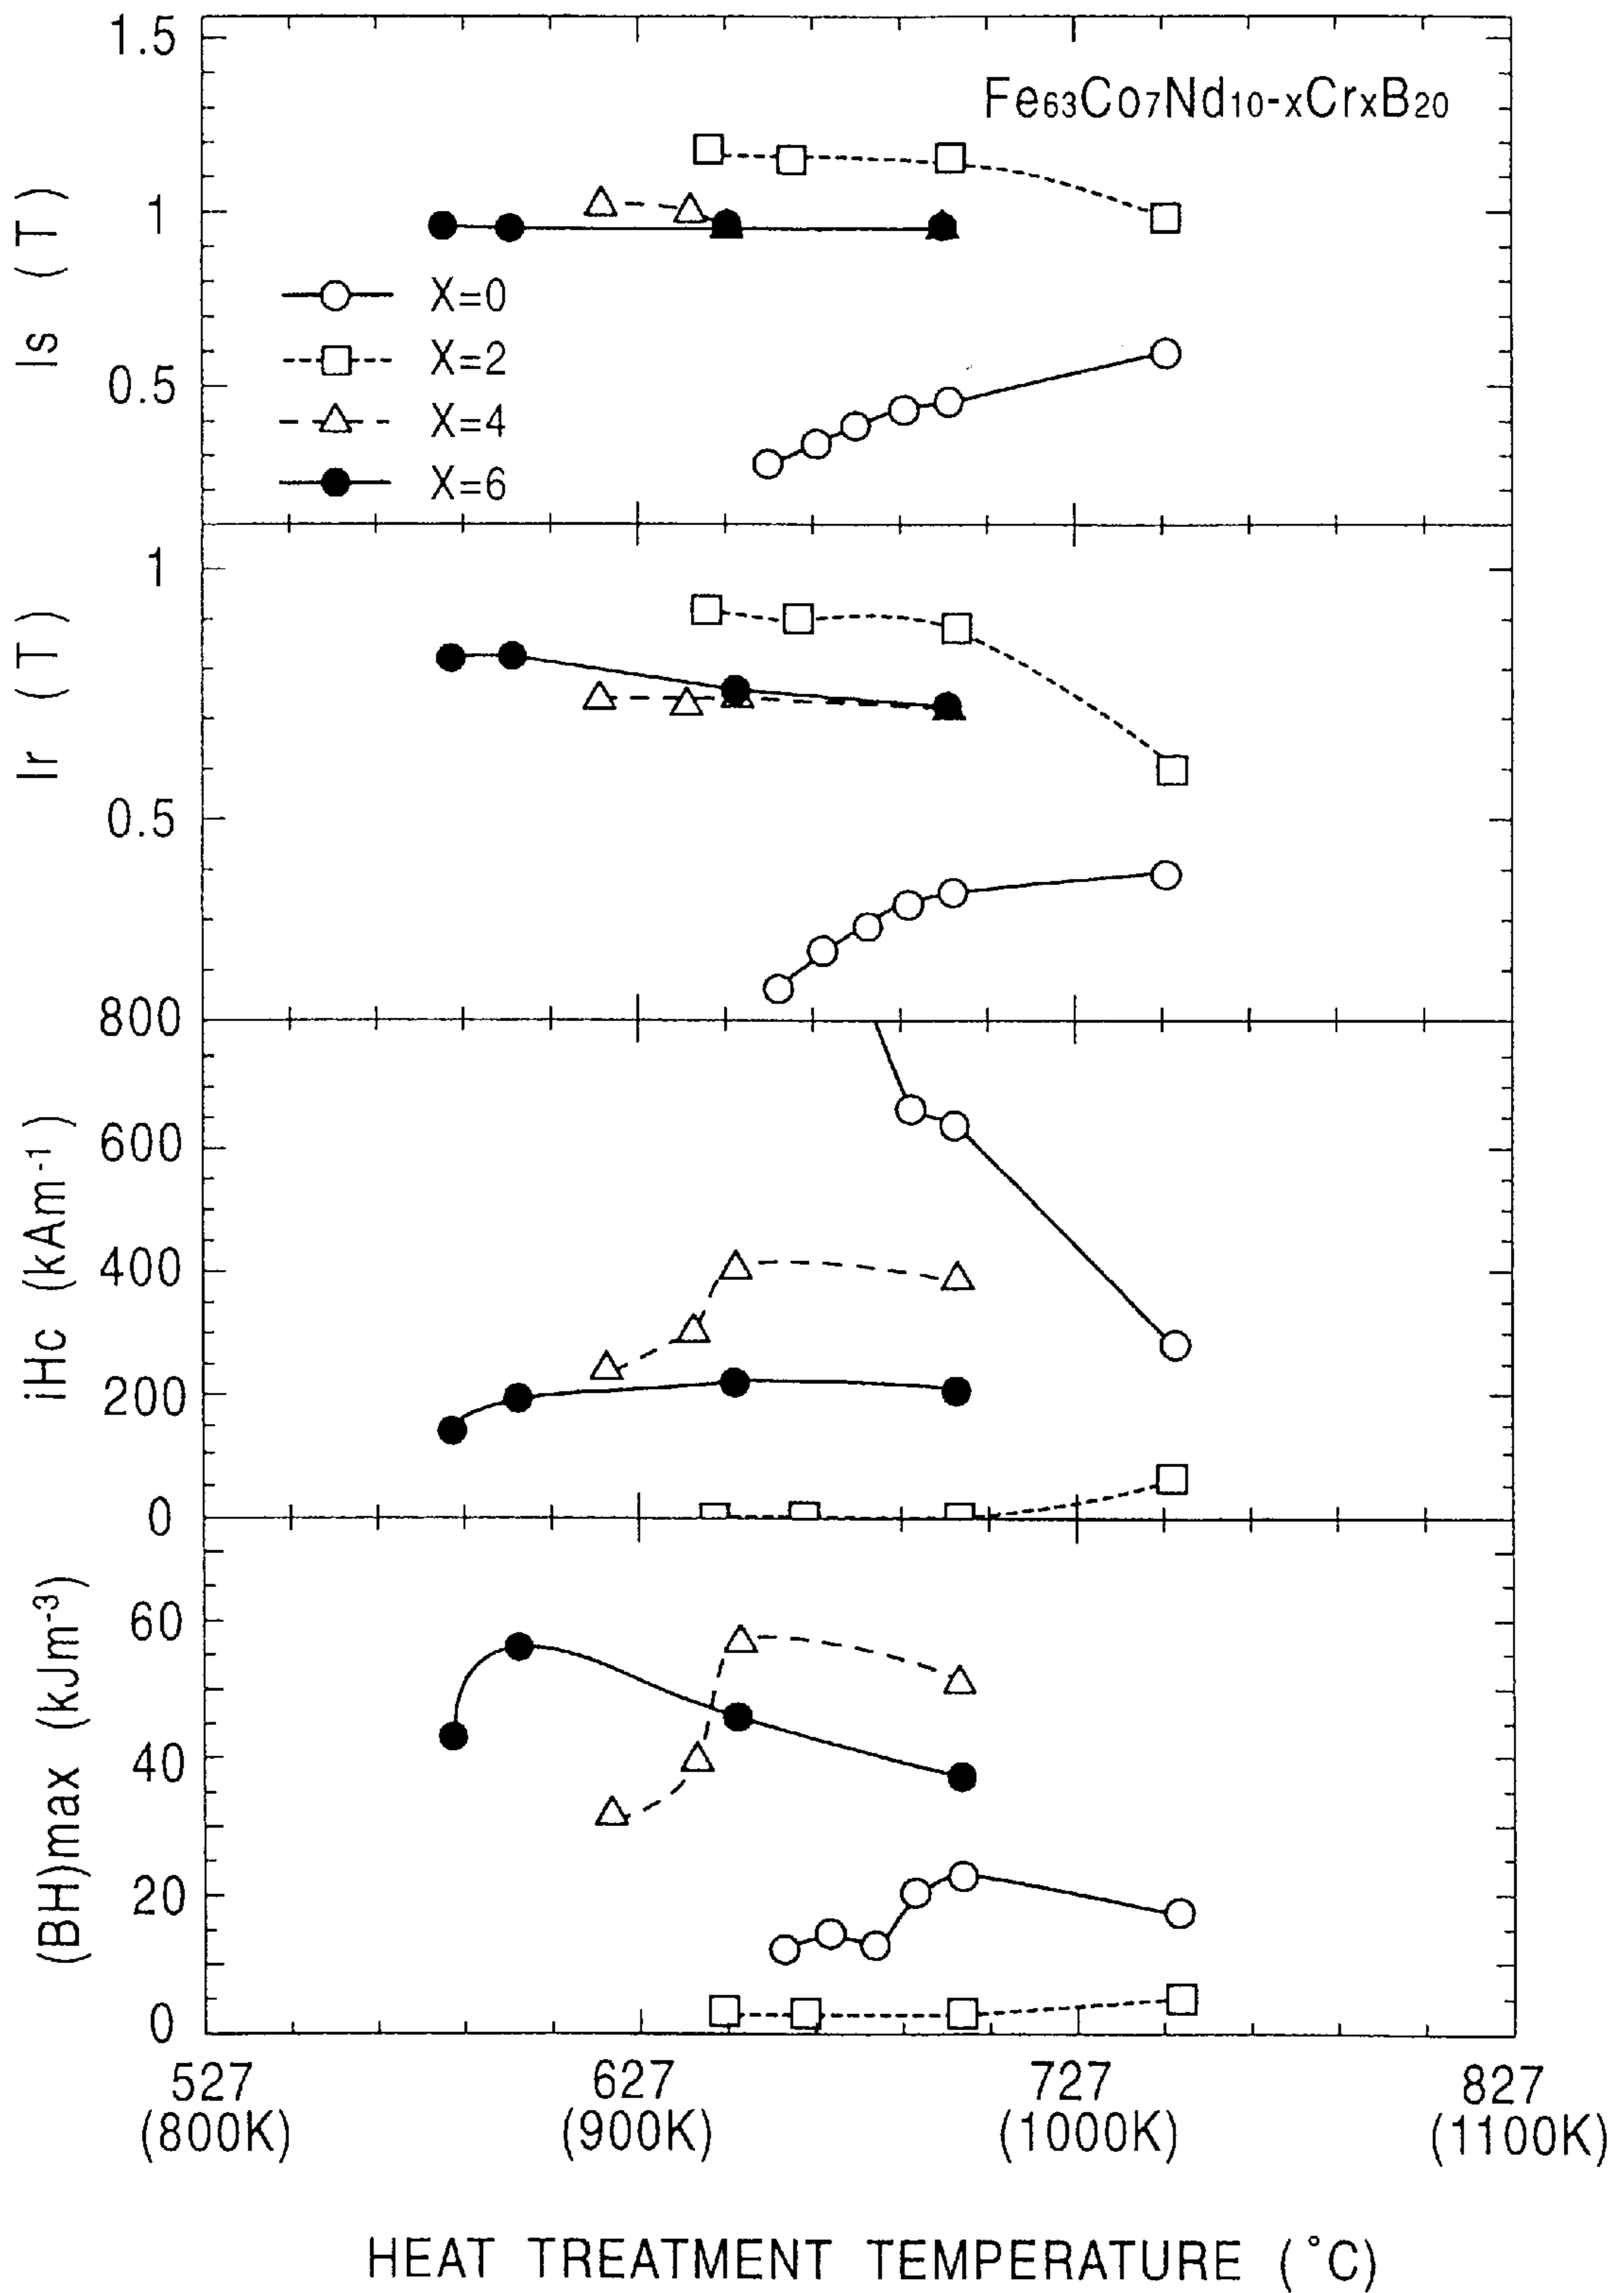 1.5
Fe63Co7Nd10-xCrxB20
Is (T)
1
X=0
X=2
0.5
X=4
X=6
1
Ir (T)
0.5
800
iHc (kAm-1)
600
400
200
0
(BH)max (kJm-3)
60
40
20
0
527 627 727 827
(800K) (900K) (1000K) (1100K)
HEAT TREATMENT TEMPERATURE (°C)